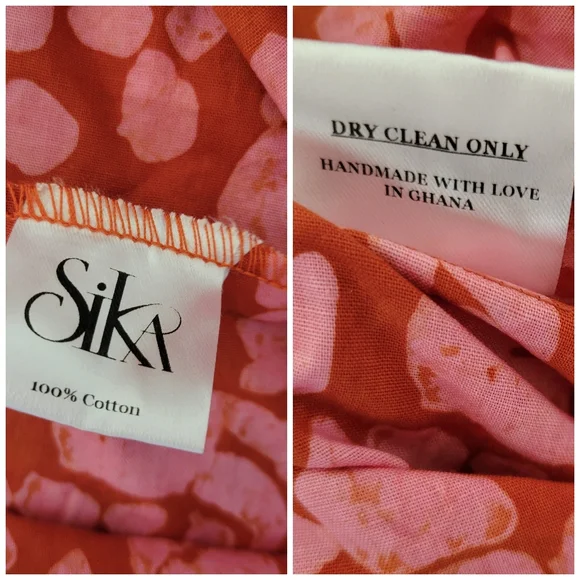 SiKA
100% Cotton
DRY CLEAN ONLY
HANDMADE WITH LOVE
IN GHANA